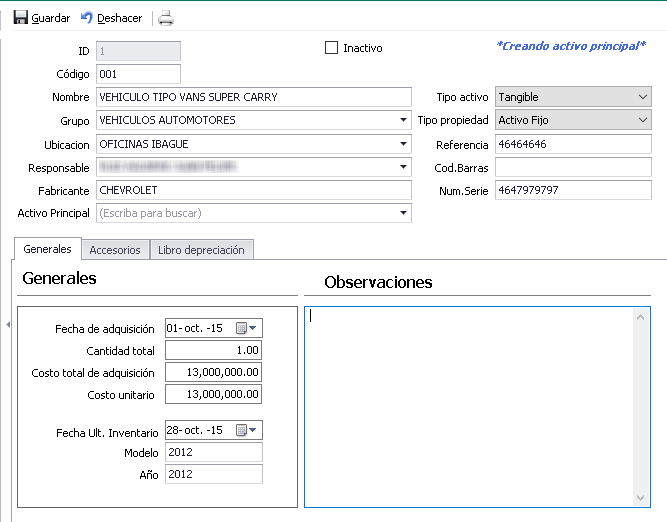 Guardar Deshacer
ID 1 Inactivo *Creando activo principal*
Código 001
Nombre VEHICULO TIPO VANS SUPER CARRY Tipo activo Tangible
Grupo VEHICULOS AUTOMOTORES Tipo propiedad Activo Fijo
Ubicacion OFICINAS IBAGUE Referencia 46464646
Responsable Cod.Barras
Fabricante CHEVROLET Num.Serie 4647979797
Activo Principal (Escriba para buscar)
Generales Accesorios Libro depreciación
Generales Observaciones
Fecha de adquisición 01-oct. -15
Cantidad total 1.00
Costo total de adquisición 13,000,000.00
Costo unitario 13,000,000.00
Fecha Ult. Inventario 28-oct. -15
Modelo 2012
Año 2012